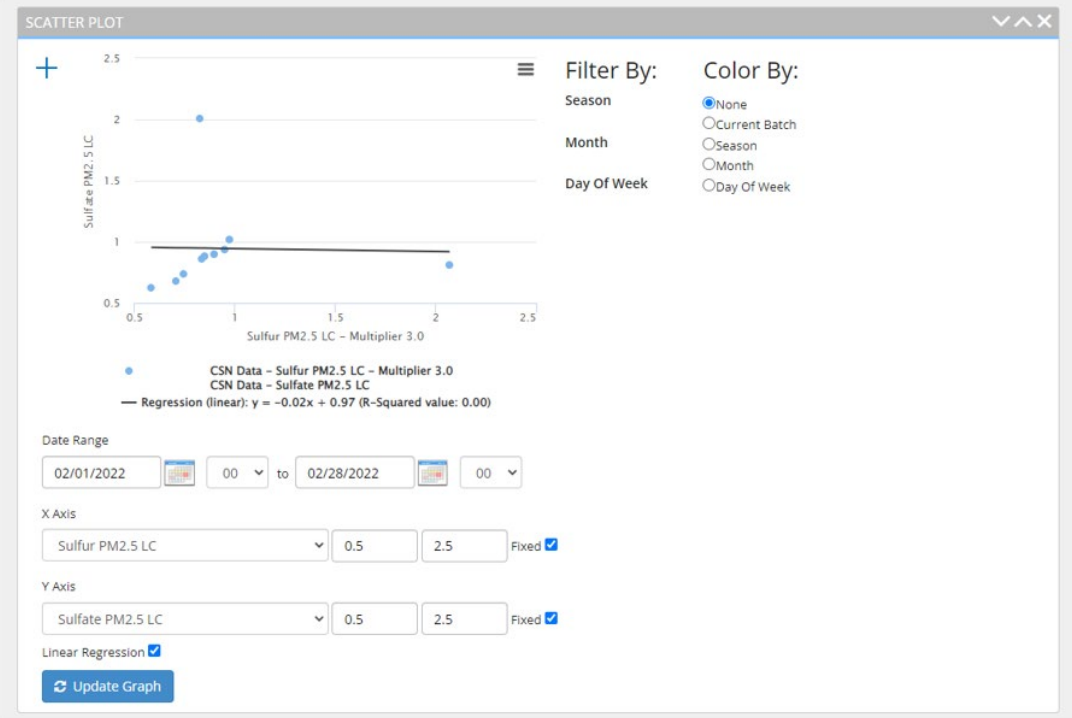 SCATTER PLOT
2.5
2
1.5
1
0.5
Sulfate PM2.5 LC
0.5
1
1.5
2
2.5
Sulfur PM2.5 LC – Multiplier 3.0
CSN Data – Sulfur PM2.5 LC – Multiplier 3.0
CSN Data – Sulfate PM2.5 LC
Regression (linear): y = -0.02x + 0.97 (R-Squared value: 0.00)
Filter By:
Season
Month
Day Of Week
Color By:
None
Current Batch
Season
Month
Day Of Week
Date Range
02/01/2022 00 to 02/28/2022 00
X Axis
Sulfur PM2.5 LC 0.5 2.5 Fixed
Y Axis
Sulfate PM2.5 LC 0.5 2.5 Fixed
Linear Regression
Update Graph